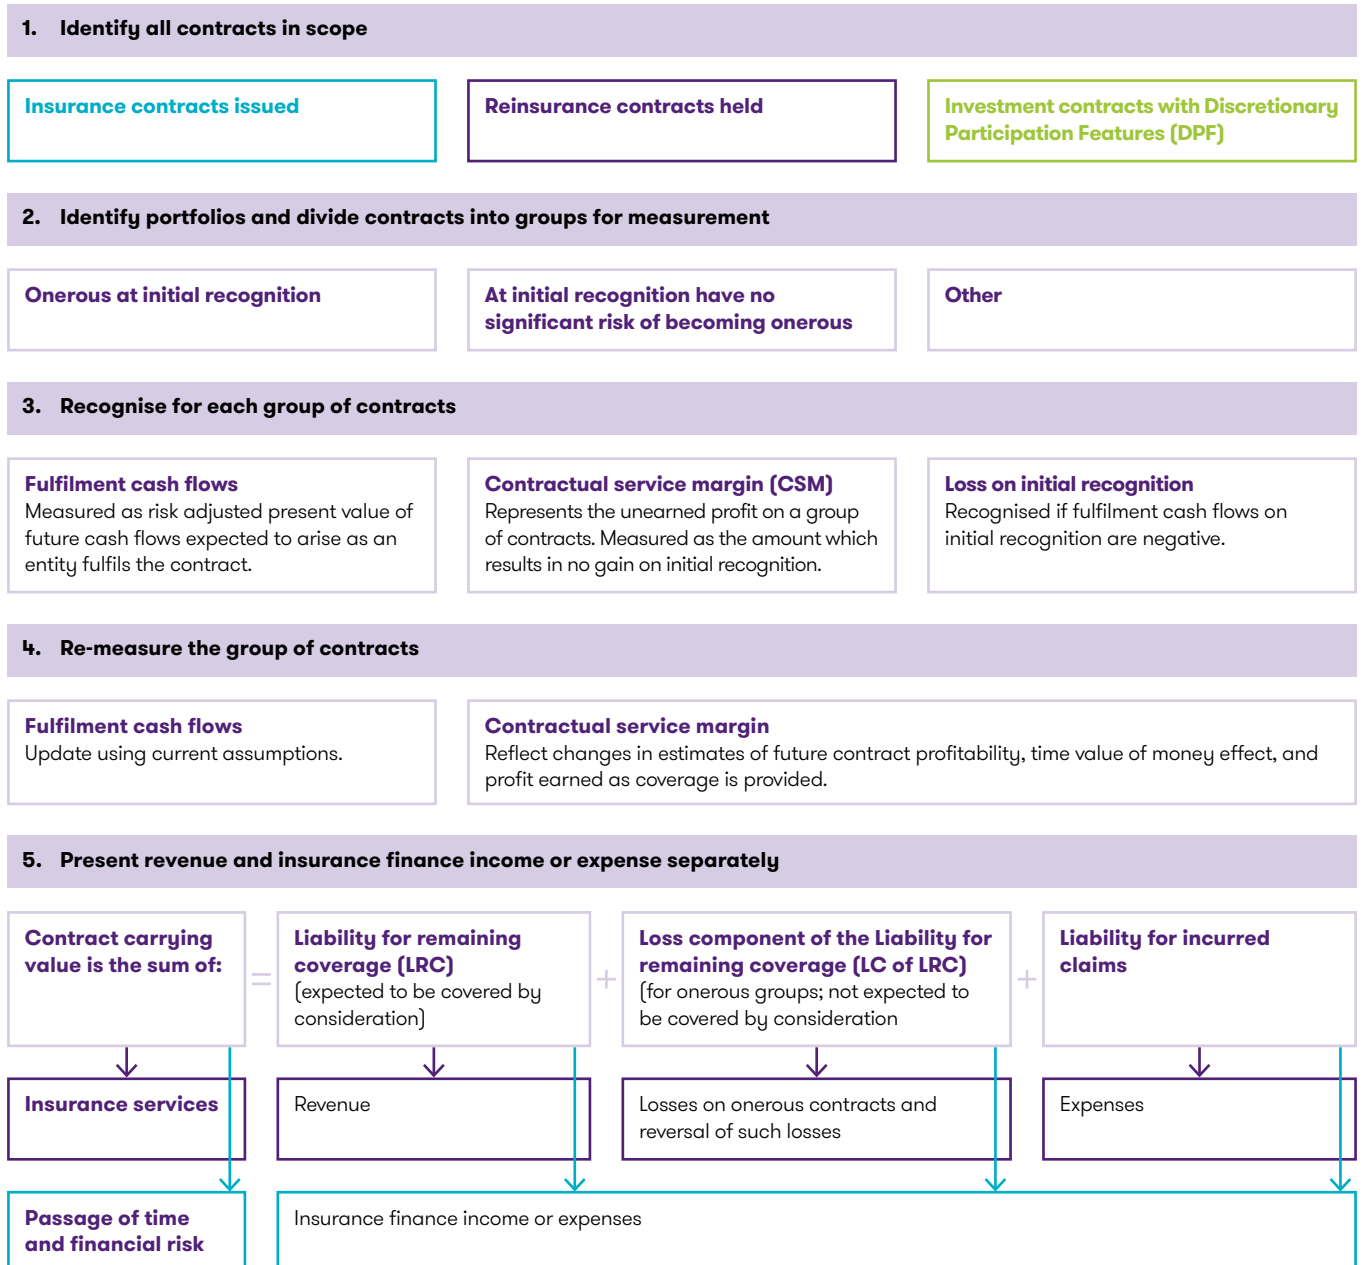 1. Identify all contracts in scope
Insurance contracts issued
Reinsurance contracts held
Investment contracts with Discretionary
Participation Features (DPF)
2. Identify portfolios and divide contracts into groups for measurement
Onerous at initial recognition
At initial recognition have no
significant risk of becoming onerous
Other
3. Recognise for each group of contracts
Fulfilment cash flows
Measured as risk adjusted present value of
future cash flows expected to arise as an
entity fulfils the contract.
Contractual service margin (CSM)
Represents the unearned profit on a group
of contracts. Measured as the amount which
results in no gain on initial recognition.
Loss on initial recognition
Recognised if fulfilment cash flows on
initial recognition are negative.
4. Re-measure the group of contracts
Fulfilment cash flows
Update using current assumptions.
Contractual service margin
Reflect changes in estimates of future contract profitability, time value of money effect, and
profit earned as coverage is provided.
5. Present revenue and insurance finance income or expense separately
Contract carrying
value is the sum of:
=
Liability for remaining
coverage (LRC)
(expected to be covered by
consideration)
+
Loss component of the Liability for
remaining coverage (LC of LRC)
(for onerous groups; not expected to
be covered by consideration
+
Liability for incurred
claims
Insurance services
Revenue
Losses on onerous contracts and
reversal of such losses
Expenses
Passage of time
and financial risk
Insurance finance income or expenses